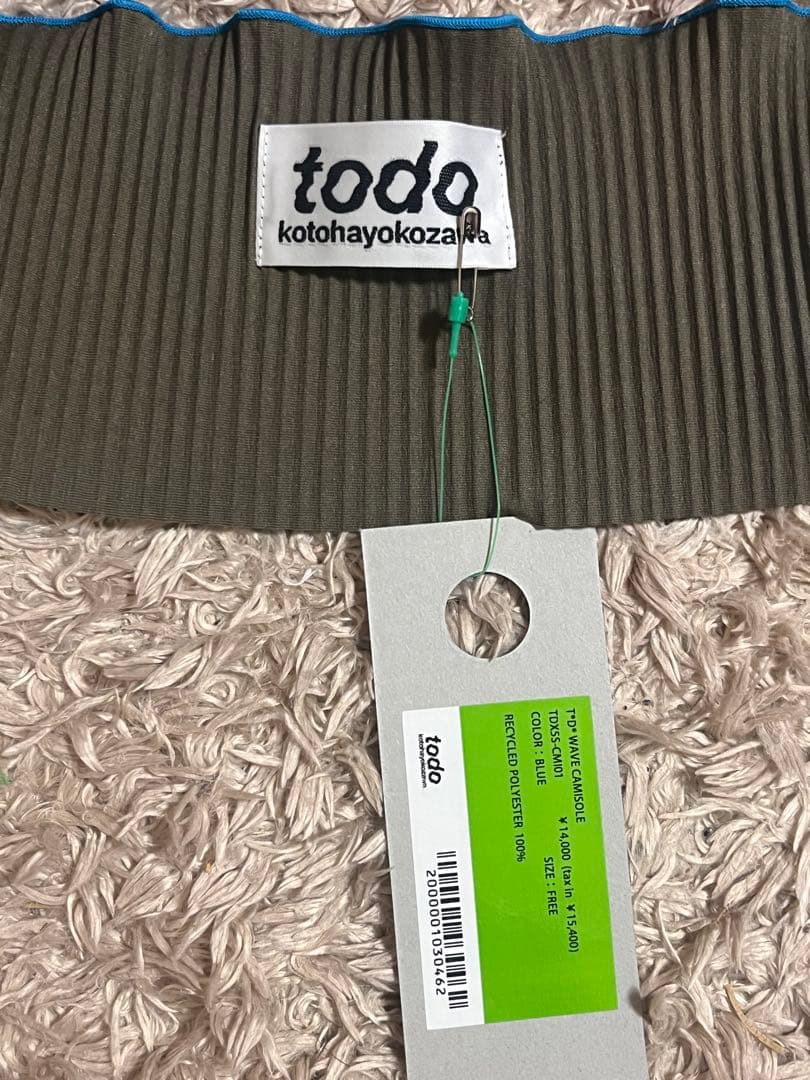 todo
kotohayokozawa
T*D* WAVE CAMISOLE
TDXSS-CMI01 ¥14,000 (tax in ¥15,400)
COLOR : BLUE SIZE : FREE
RECYCLED POLYESTER 100%
todo
kotohayokozawa
2000001030462